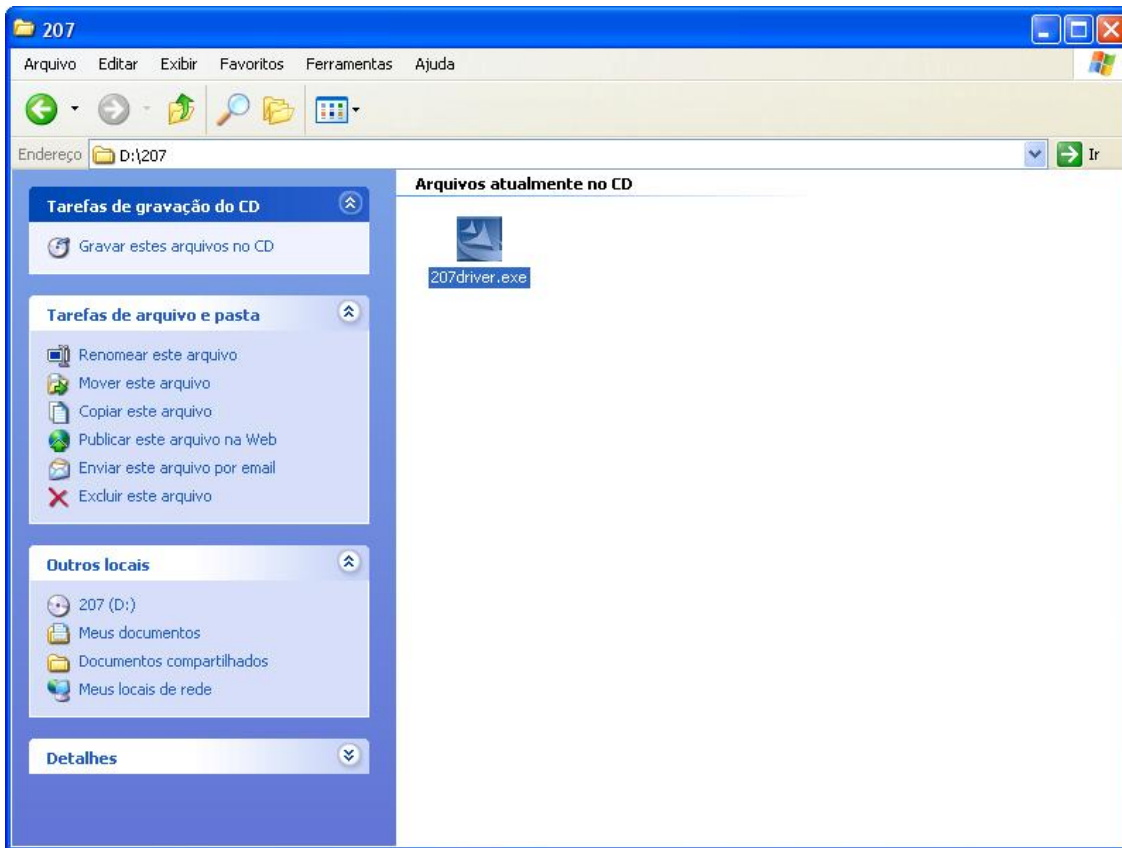 207
Arquivo Editar Exibir Favoritos Ferramentas Ajuda
Endereço D:\207 Ir
Tarefas de gravação do CD
Gravar estes arquivos no CD
Tarefas de arquivo e pasta
Renomear este arquivo
Mover este arquivo
Copiar este arquivo
Publicar este arquivo na Web
Enviar este arquivo por email
Excluir este arquivo
Outros locais
207 (D:)
Meus documentos
Documentos compartilhados
Meus locais de rede
Detalhes
Arquivos atualmente no CD
207driver.exe